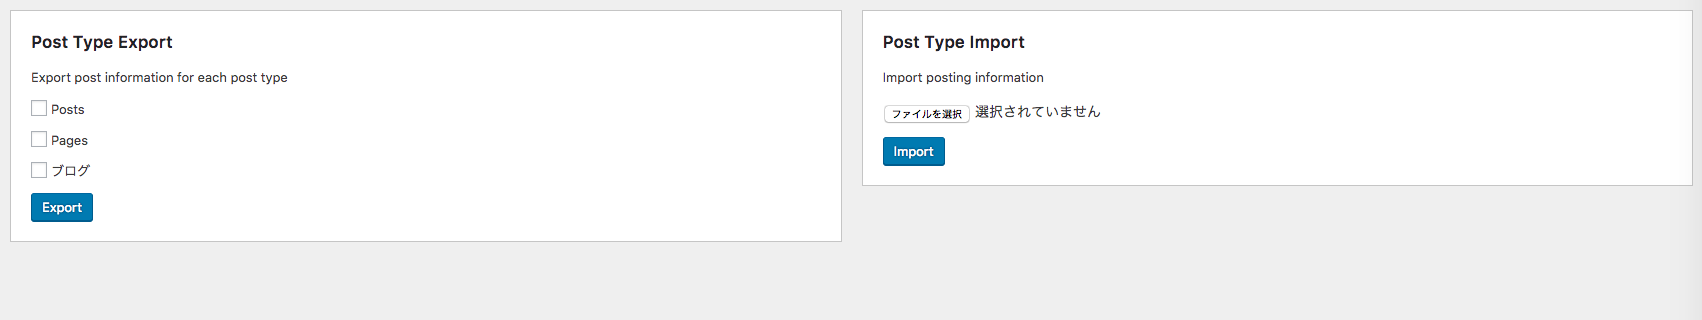 Post Type Export
Export post information for each post type
Posts
Pages
ブログ
Export
Post Type Import
Import posting information
ファイルを選択 選択されていません
Import